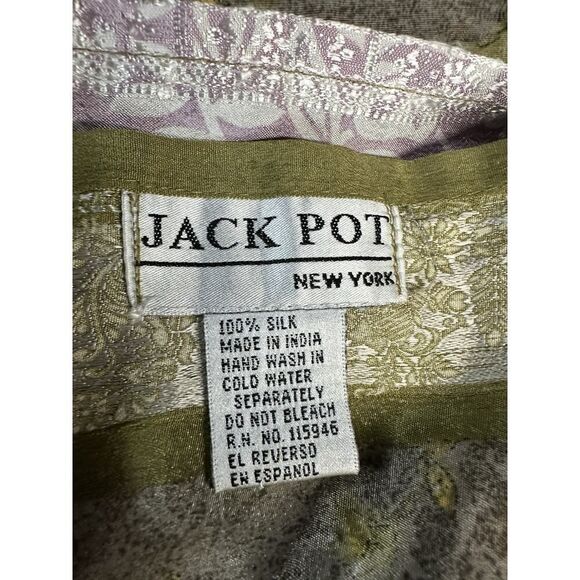 JACK POT
NEW YORK
100% SILK
MADE IN INDIA
HAND WASH IN
COLD WATER
SEPARATELY
DO NOT BLEACH
R.N. NO. 115946
EL REVERSO
EN ESPANOL